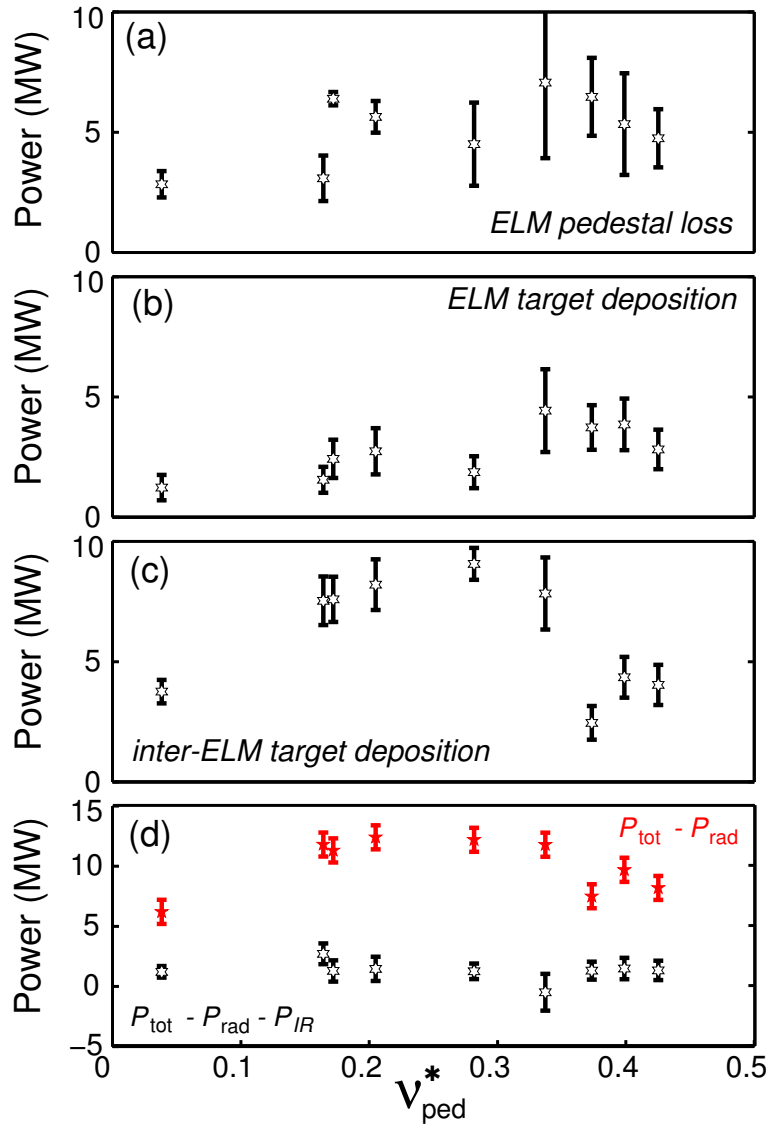 10
(a)
Power (MW)
5
ELM pedestal loss
0
10
(b)
ELM target deposition
Power (MW)
5
0
10
(c)
Power (MW)
5
inter-ELM target deposition
0
15
(d)
P_tot - P_rad
10
Power (MW)
5
0
P_tot - P_rad - P_IR
−5
0 0.1 0.2 0.3 0.4 0.5
ν*ped